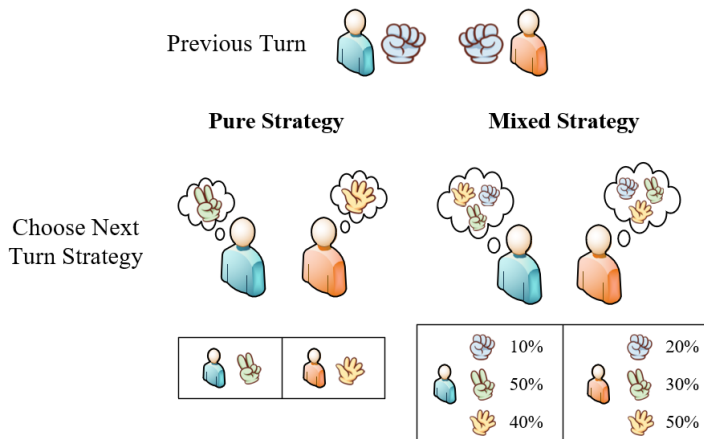 Previous Turn
Pure Strategy
Mixed Strategy
Choose Next
Turn Strategy
10%
20%
50%
30%
40%
50%